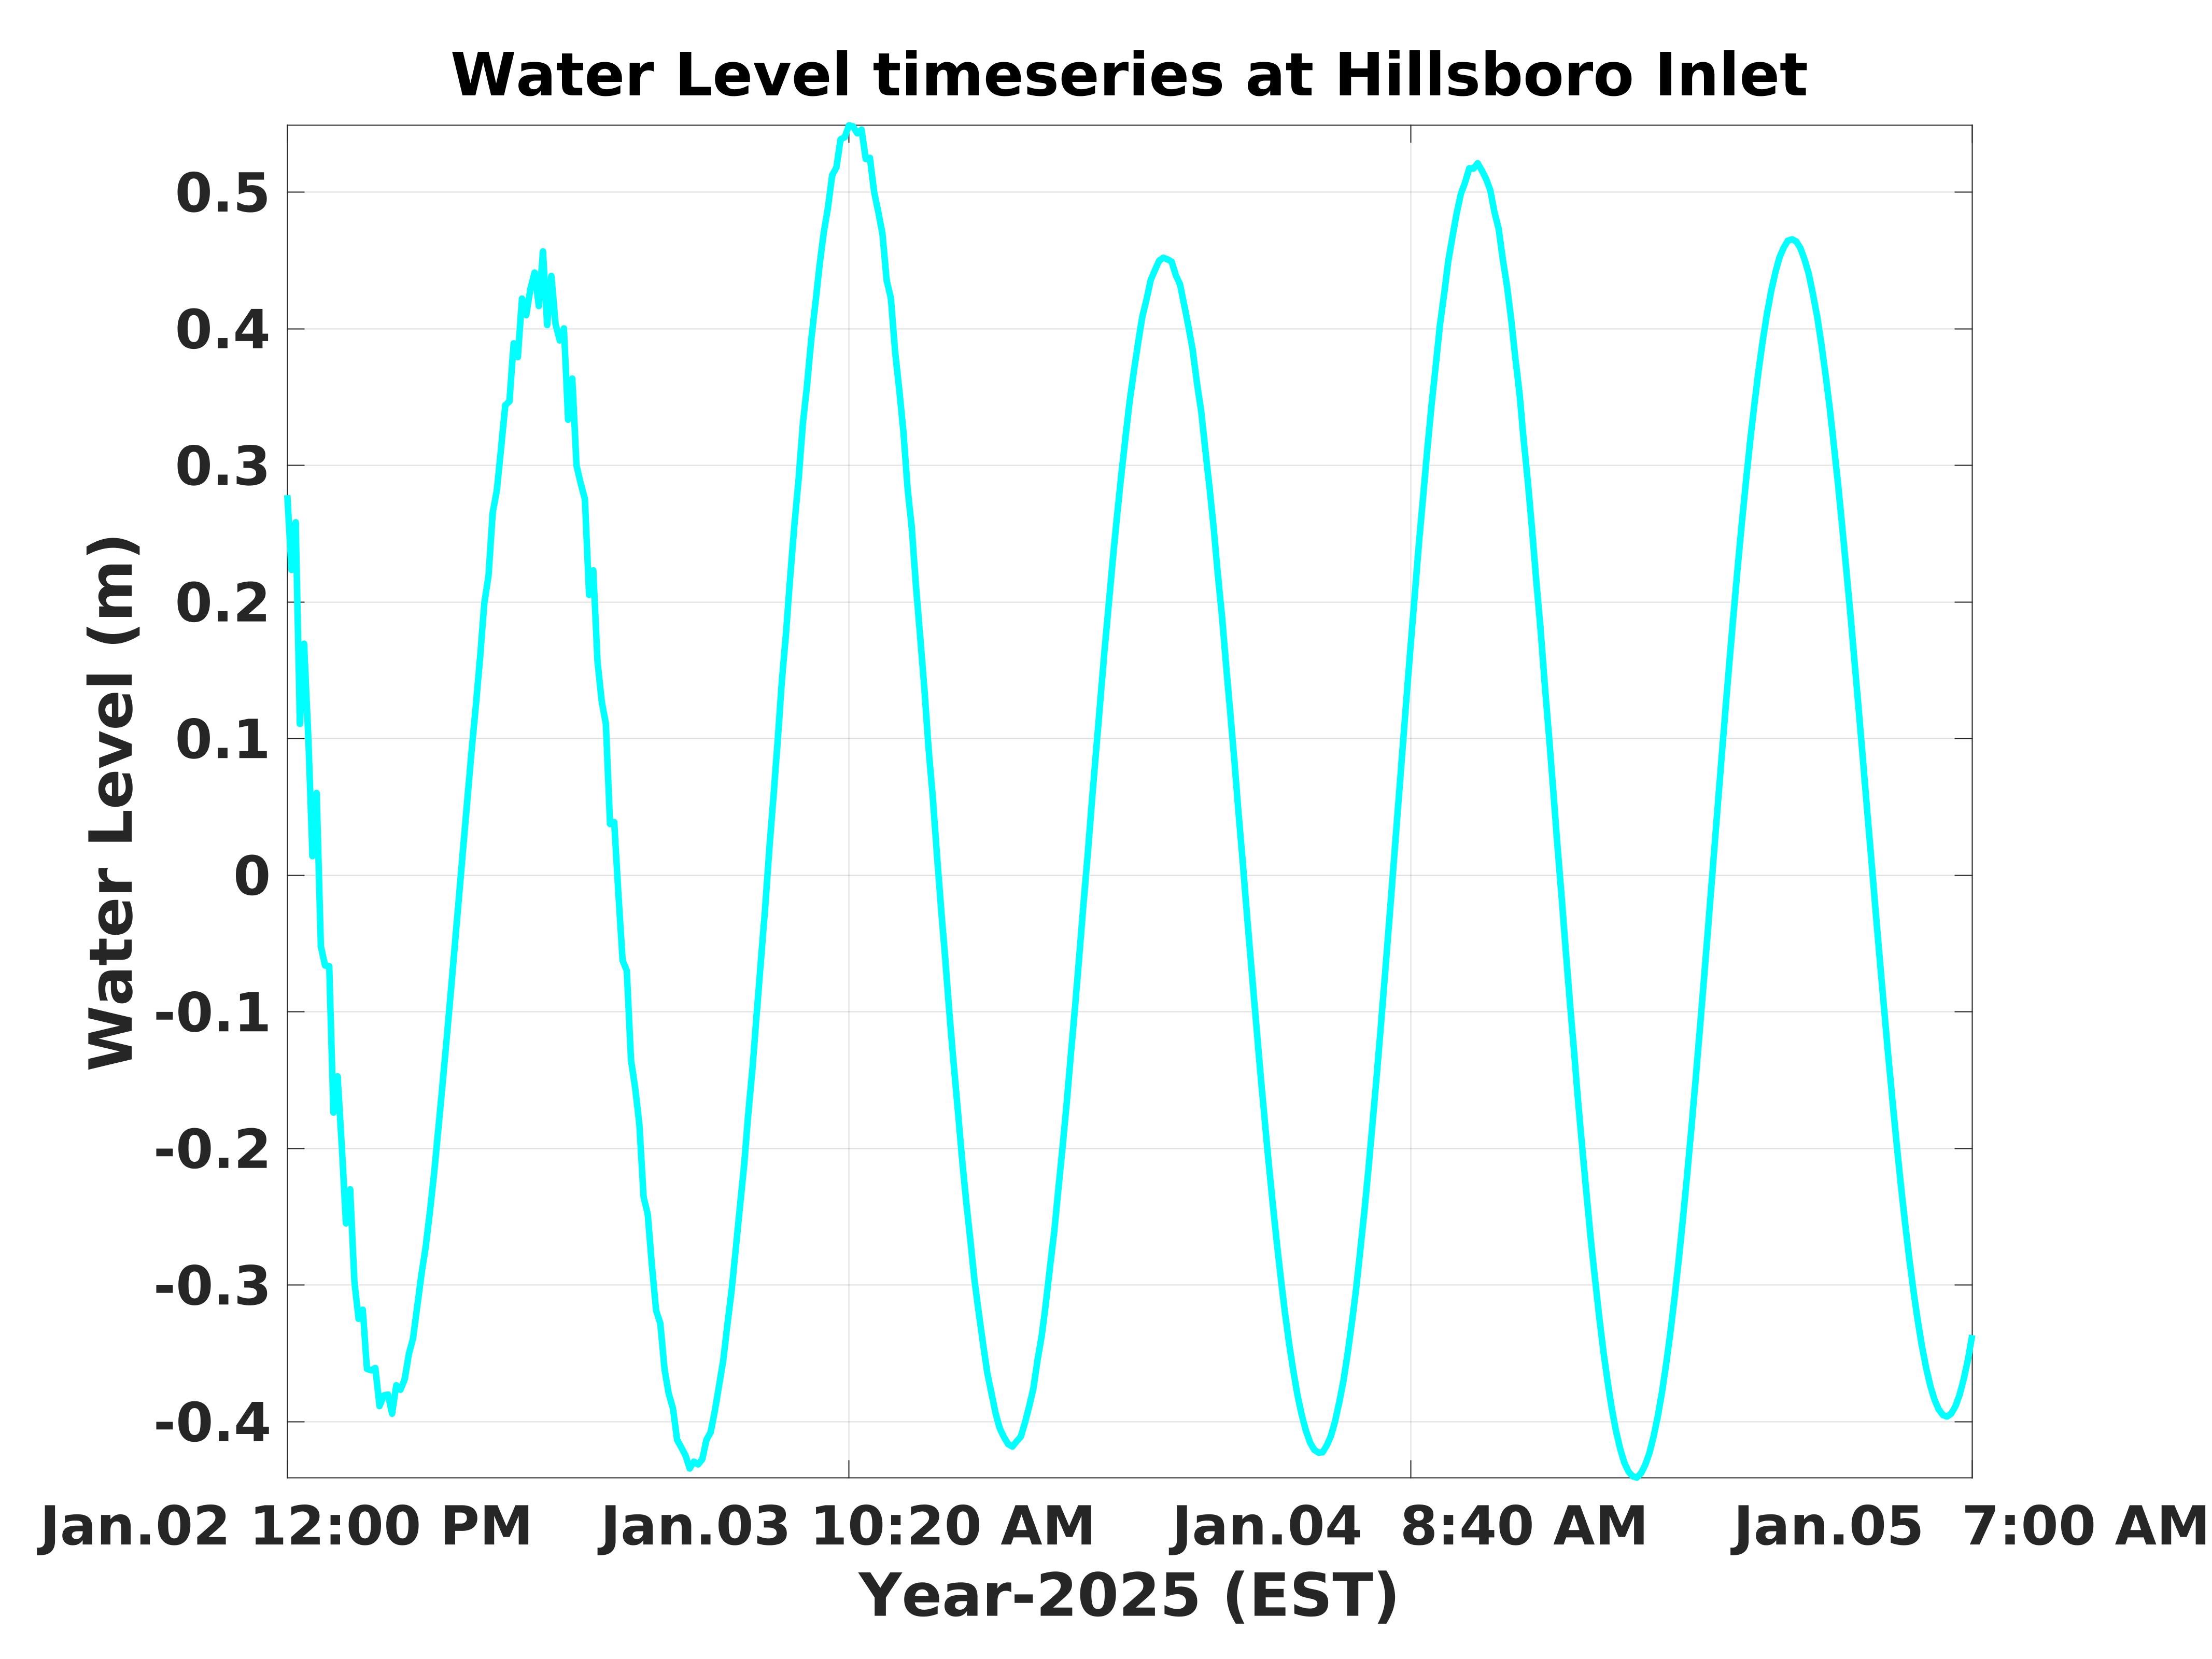 Water Level timeseries at Hillsboro Inlet
Water Level (m)
0.5
0.4
0.3
0.2
0.1
0
-0.1
-0.2
-0.3
-0.4
Jan.02 12:00 PM
Jan.03 10:20 AM
Jan.04 8:40 AM
Jan.05 7:00 AM
Year-2025 (EST)